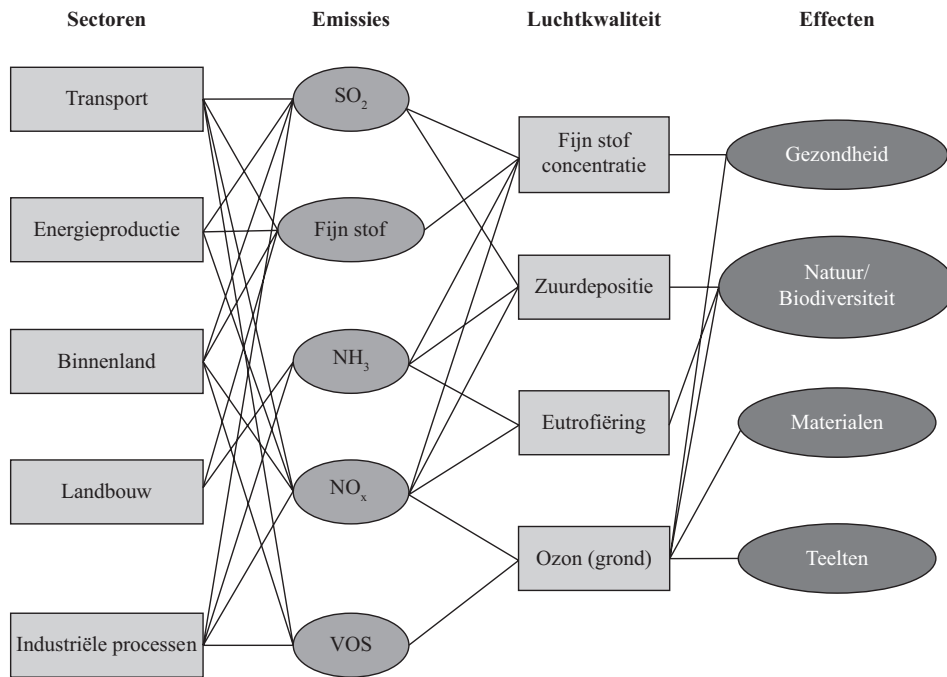 Sectoren
Emissies
Luchtkwaliteit
Effecten
Transport
Energieproductie
Binnenland
Landbouw
Industriële processen
SO₂
Fijn stof
NH₃
NOₓ
VOS
Fijn stof
concentratie
Zuurdepositie
Eutrofiëring
Ozon (grond)
Gezondheid
Natuur/
Biodiversiteit
Materialen
Teelten